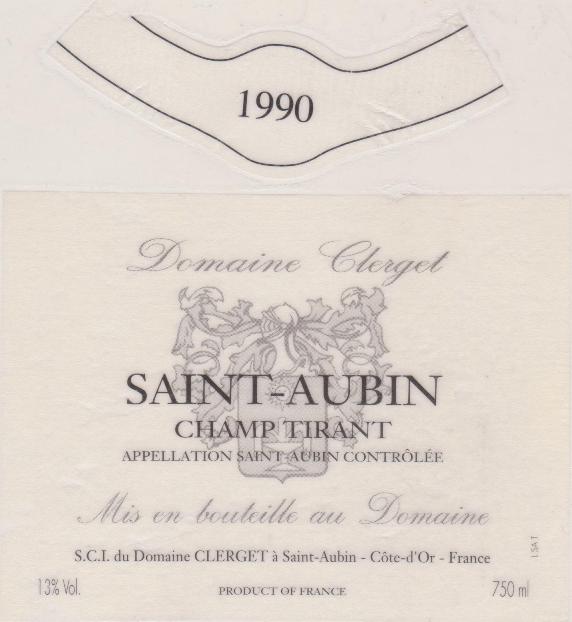 1990
Domaine Clerget
SAINT-AUBIN
CHAMP TIRANT
APPELLATION SAINT-AUBIN CONTRÔLÉE
Mis en bouteille au Domaine
S.C.I. du Domaine CLERGET à Saint-Aubin - Côte-d'Or - France
13% Vol.
PRODUCT OF FRANCE
750 ml